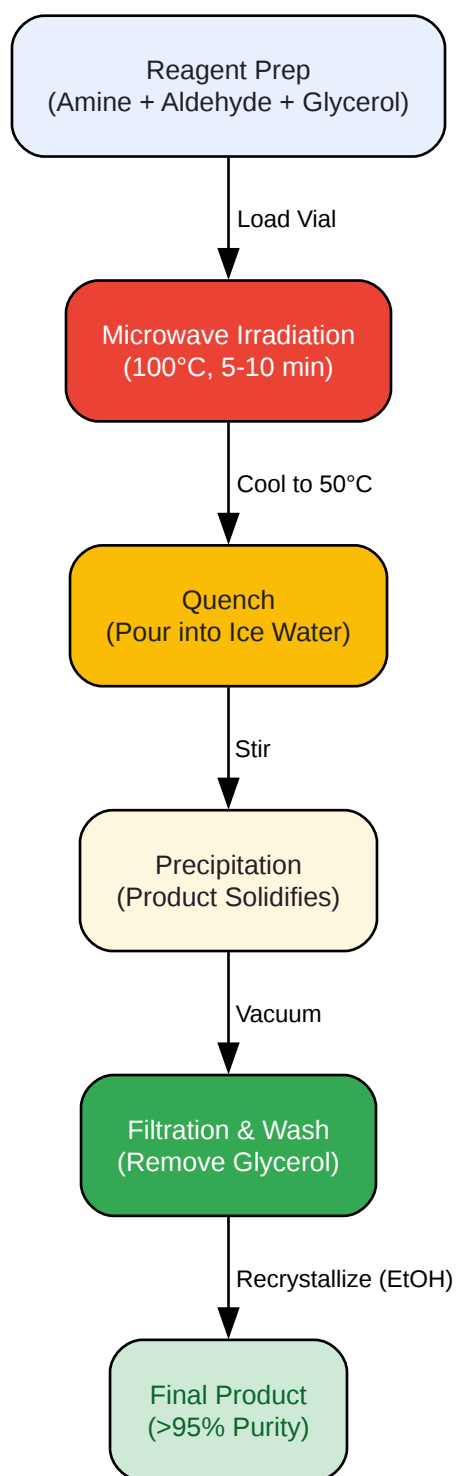 Reagent Prep
(Amine + Aldehyde + Glycerol)
Load Vial
Microwave Irradiation
(100°C, 5-10 min)
Cool to 50°C
Quench
(Pour into Ice Water)
Stir
Precipitation
(Product Solidifies)
Vacuum
Filtration & Wash
(Remove Glycerol)
Recrystallize (EtOH)
Final Product
(>95% Purity)